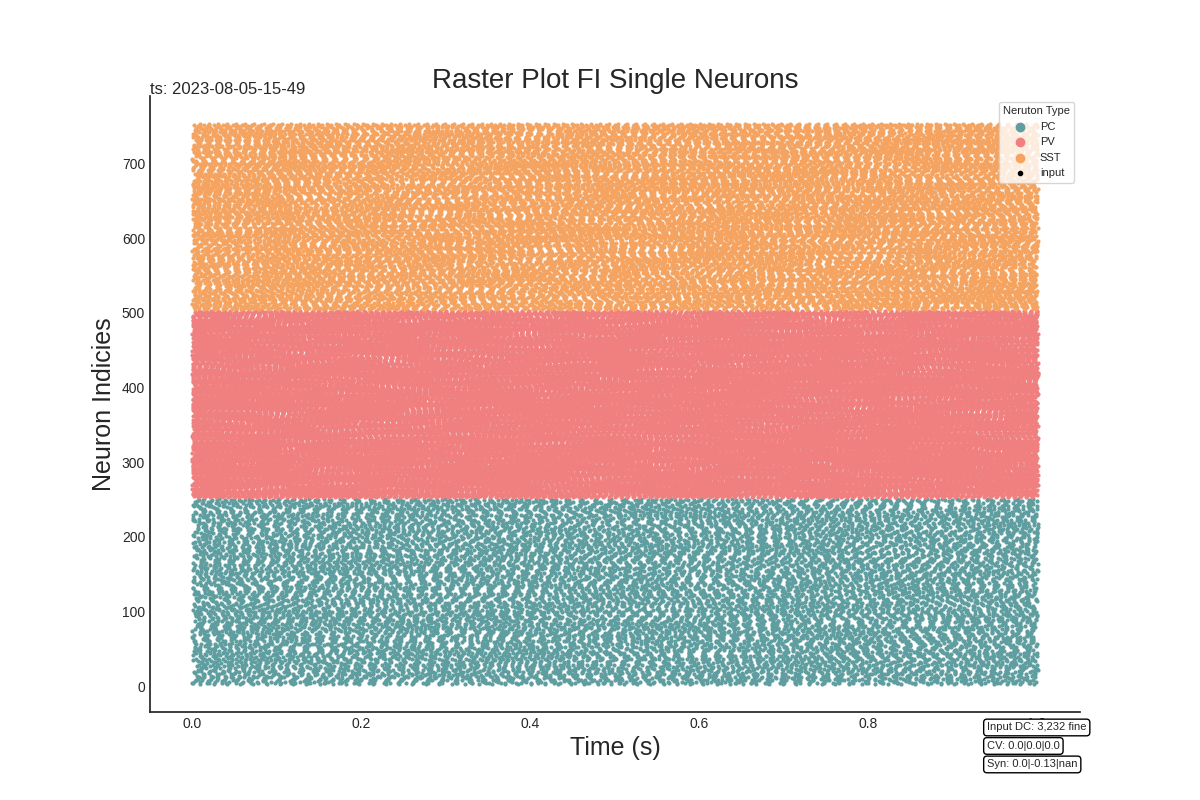 Raster Plot FI Single Neurons
ts: 2023-08-05-15-49
Neruton Type
PC
PV
SST
input
Neuron Indicies
700
600
500
400
300
200
100
0
0.0
0.2
0.4
0.6
0.8
Time (s)
Input DC: 3,232 fine
CV: 0.0|0.0|0.0
Syn: 0.0|-0.13|nan